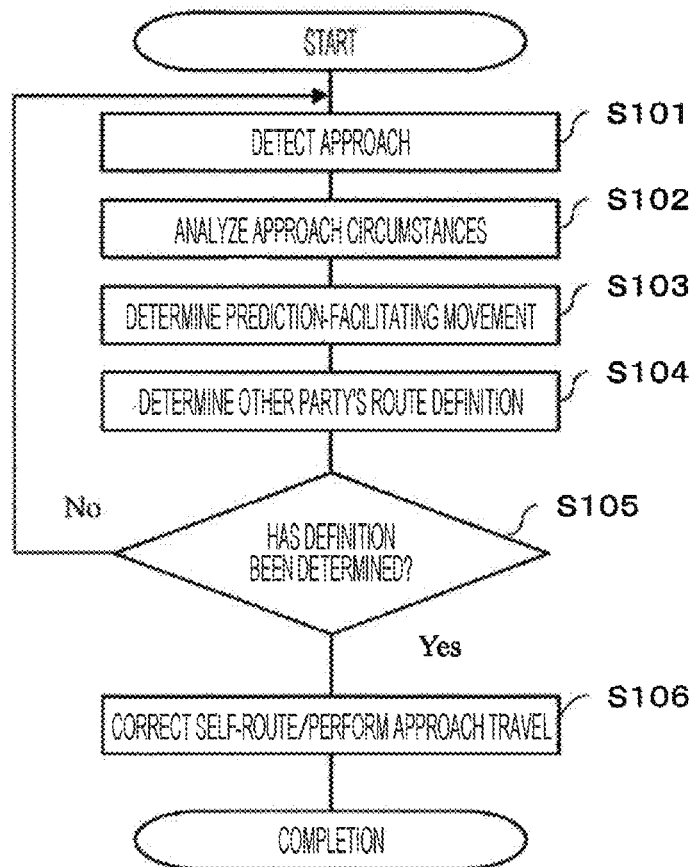 START
DETECT APPROACH
S101
ANALYZE APPROACH CIRCUMSTANCES
S102
DETERMINE PREDICTION-FACILITATING MOVEMENT
S103
DETERMINE OTHER PARTY'S ROUTE DEFINITION
S104
No
HAS DEFINITION
BEEN DETERMINED?
S105
Yes
CORRECT SELF-ROUTE/PERFORM APPROACH TRAVEL
S106
COMPLETION